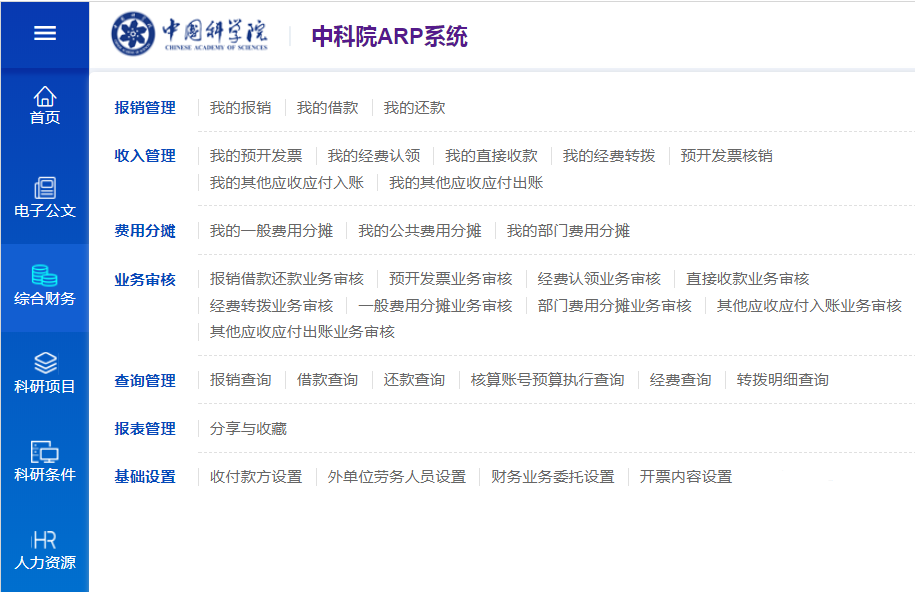 中国科学院
CHINESE ACADEMY OF SCIENCES
中科院ARP系统
首页
电子公文
综合财务
科研项目
科研条件
HR
人力资源
报销管理 我的报销 我的借款 我的还款
收入管理 我的预开发票 我的经费认领 我的直接收款 我的经费转拨 预开发票核销
我的其他应收应付入账 我的其他应收应付出账
费用分摊 我的一般费用分摊 我的公共费用分摊 我的部门费用分摊
业务审核 报销借款还款业务审核 预开发票业务审核 经费认领业务审核 直接收款业务审核
经费转拨业务审核 一般费用分摊业务审核 部门费用分摊业务审核 其他应收应付入账业务审核
其他应收应付出账业务审核
查询管理 报销查询 借款查询 还款查询 核算账号预算执行查询 经费查询 转拨明细查询
报表管理 分享与收藏
基础设置 收付款方设置 外单位劳务人员设置 财务业务委托设置 开票内容设置